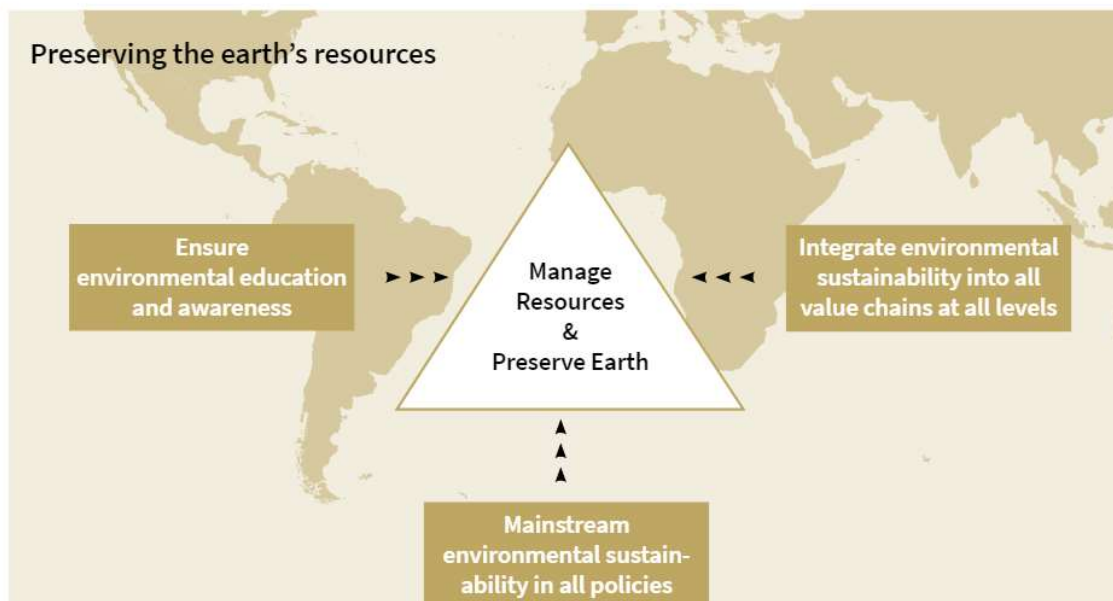 Preserving the earth’s resources
Ensure
environmental education
and awareness
Manage
Resources
&
Preserve Earth
Integrate environmental
sustainability into all
value chains at all levels
Mainstream
environmental sustain-
ability in all policies